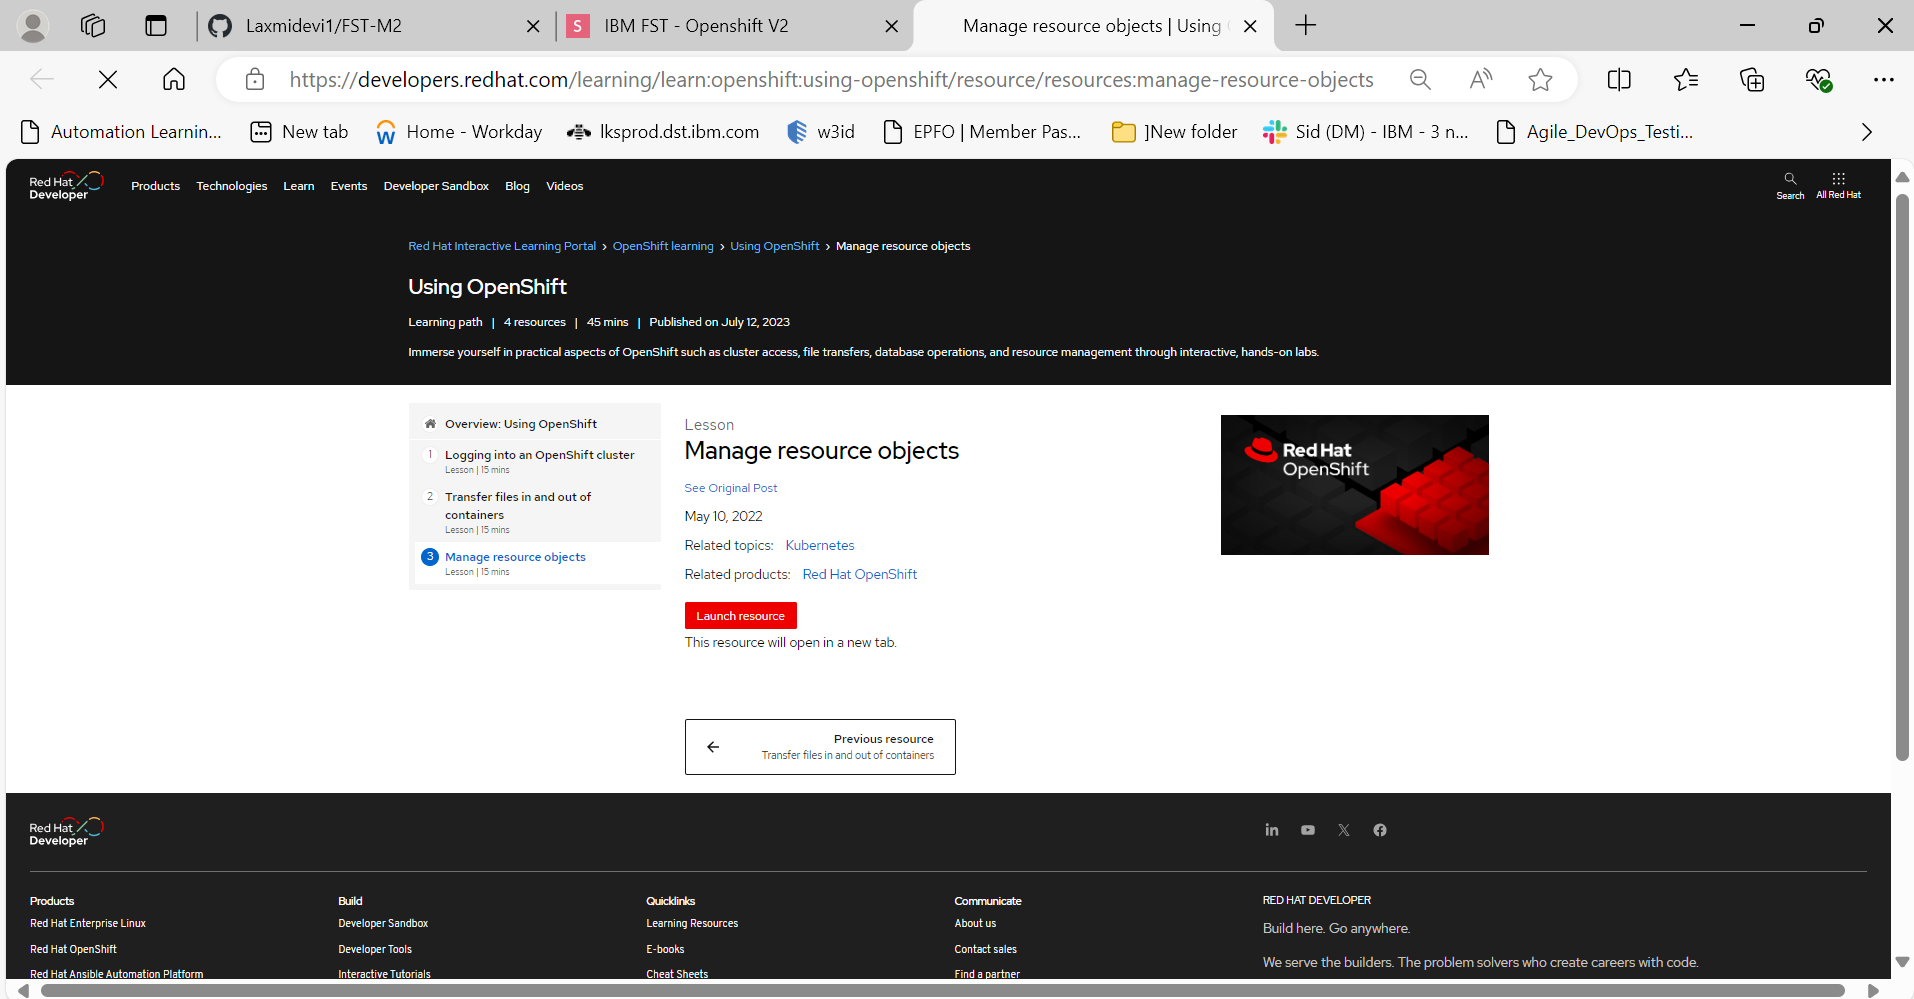 Laxmidevi1/FST-M2
S IBM FST - Openshift V2
Manage resource objects | Using
https://developers.redhat.com/learning/learn:openshift:using-openshift/resource/resources:manage-resource-objects
Automation Learnin...
New tab
Home - Workday
lksprod.dst.ibm.com
w3id
EPFO | Member Pas...
]New folder
Sid (DM) - IBM - 3 n...
Agile_DevOps_Testi...
Red Hat
Developer
Products
Technologies
Learn
Events
Developer Sandbox
Blog
Videos
Search
All Red Hat
Red Hat Interactive Learning Portal › OpenShift learning › Using OpenShift › Manage resource objects
Using OpenShift
Learning path | 4 resources | 45 mins | Published on July 12, 2023
Immerse yourself in practical aspects of OpenShift such as cluster access, file transfers, database operations, and resource management through interactive, hands-on labs.
Overview: Using OpenShift
1 Logging into an OpenShift cluster
Lesson | 15 mins
2 Transfer files in and out of
containers
Lesson | 15 mins
3 Manage resource objects
Lesson | 15 mins
Lesson
Manage resource objects
See Original Post
May 10, 2022
Related topics: Kubernetes
Related products: Red Hat OpenShift
Launch resource
This resource will open in a new tab.
Red Hat
OpenShift
Previous resource
Transfer files in and out of containers
Red Hat
Developer
Products
Red Hat Enterprise Linux
Red Hat OpenShift
Red Hat Ansible Automation Platform
Build
Developer Sandbox
Developer Tools
Interactive Tutorials
Quicklinks
Learning Resources
E-books
Cheat Sheets
Communicate
About us
Contact sales
Find a partner
RED HAT DEVELOPER
Build here. Go anywhere.
We serve the builders. The problem solvers who create careers with code.